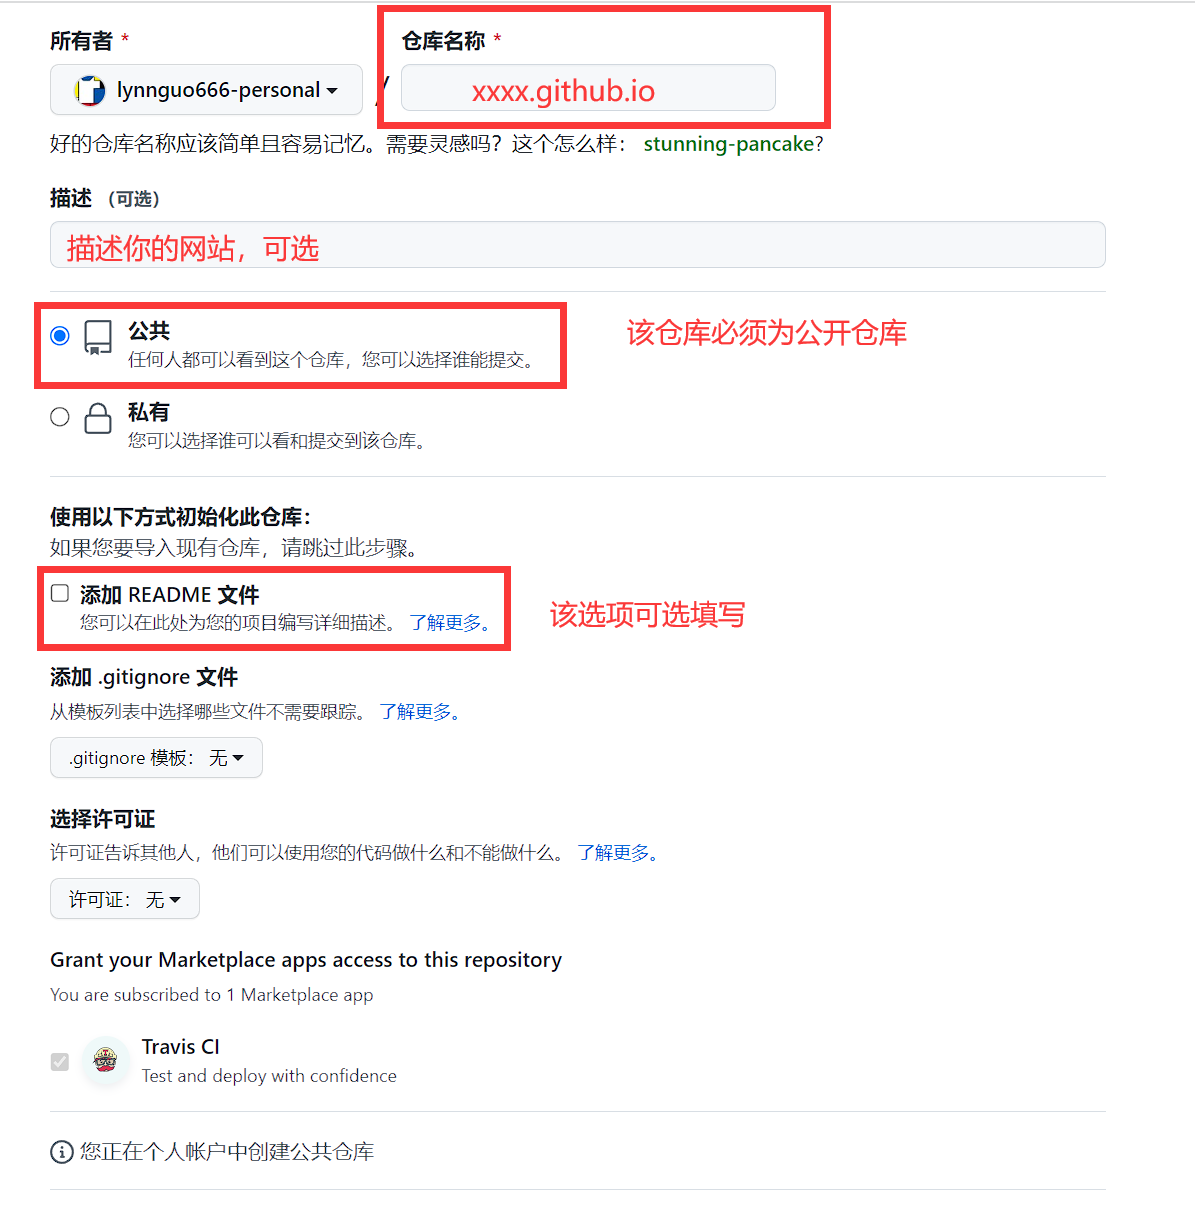 所有者 *
仓库名称 *
lynnguo666-personal
/
xxxx.github.io
好的仓库名称应该简单且容易记忆。需要灵感吗？这个怎么样： stunning-pancake?
描述 （可选）
描述你的网站，可选
公共
任何人都可以看到这个仓库，您可以选择谁能提交。
该仓库必须为公开仓库
私有
您可以选择谁可以看和提交到该仓库。
使用以下方式初始化此仓库：
如果您要导入现有仓库，请跳过此步骤。
添加 README 文件
您可以在此处为您的项目编写详细描述。 了解更多。
该选项可选填写
添加 .gitignore 文件
从模板列表中选择哪些文件不需要跟踪。 了解更多。
.gitignore 模板： 无
选择许可证
许可证告诉其他人，他们可以使用您的代码做什么和不能做什么。 了解更多。
许可证： 无
Grant your Marketplace apps access to this repository
You are subscribed to 1 Marketplace app
Travis CI
Test and deploy with confidence
您正在个人帐户中创建公共仓库